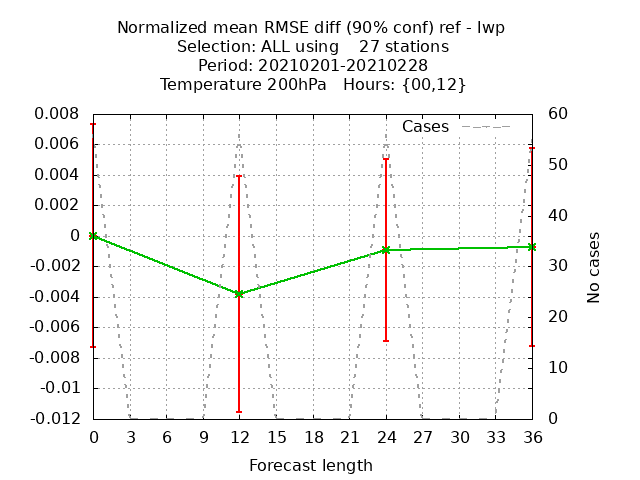 Normalized mean RMSE diff (90% conf) ref - lwp
Selection: ALL using    27 stations
Period: 20210201-20210228
Temperature 200hPa   Hours: {00,12}
Cases
0.008
0.006
0.004
0.002
0
-0.002
-0.004
-0.006
-0.008
-0.01
-0.012
60
50
40
30
20
10
0
No cases
0 3 6 9 12 15 18 21 24 27 30 33 36
Forecast length